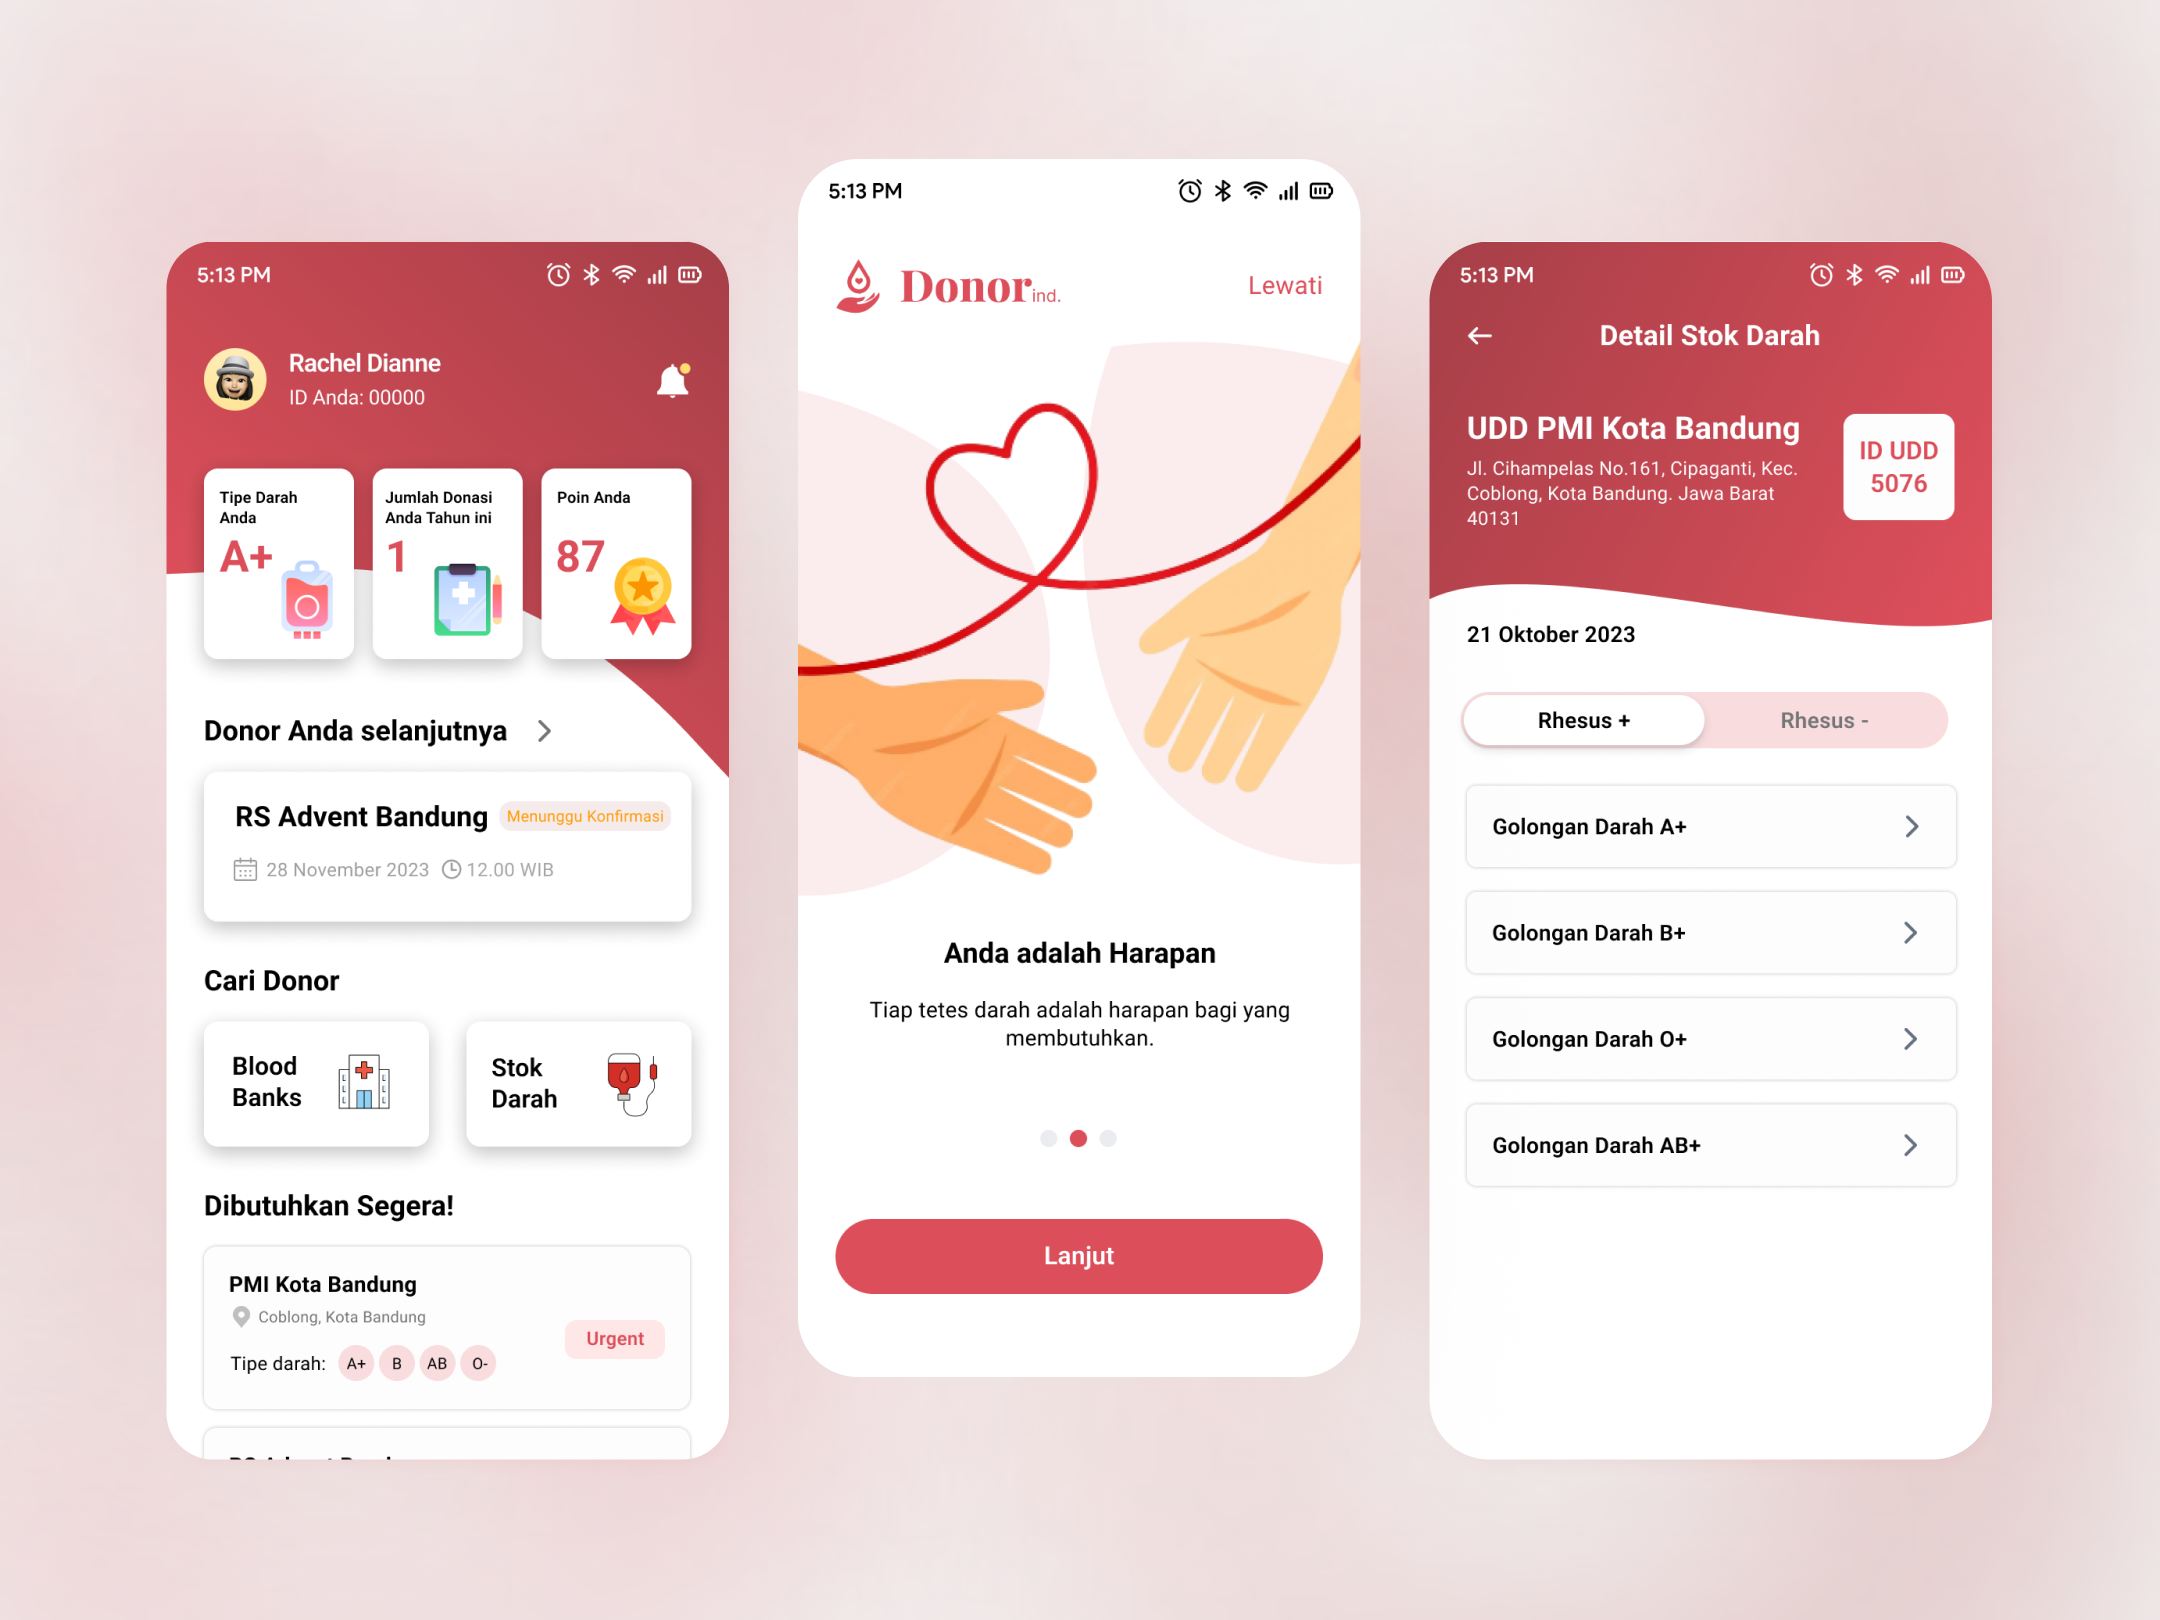 5:13 PM
Rachel Dianne
ID Anda: 00000
Tipe Darah
Anda
A+
Jumlah Donasi
Anda Tahun ini
1
Poin Anda
87
Donor Anda selanjutnya
RS Advent Bandung
Menunggu Konfirmasi
28 November 2023
12.00 WIB
Cari Donor
Blood
Banks
Stok
Darah
Dibutuhkan Segera!
PMI Kota Bandung
Coblong, Kota Bandung
Tipe darah: A+ B AB O-
Urgent
5:13 PM
Donor ind.
Lewati
Anda adalah Harapan
Tiap tetes darah adalah harapan bagi yang
membutuhkan.
Lanjut
5:13 PM
Detail Stok Darah
UDD PMI Kota Bandung
Jl. Cihampelas No.161, Cipaganti, Kec.
Coblong, Kota Bandung. Jawa Barat
40131
ID UDD
5076
21 Oktober 2023
Rhesus +
Rhesus -
Golongan Darah A+
Golongan Darah B+
Golongan Darah O+
Golongan Darah AB+